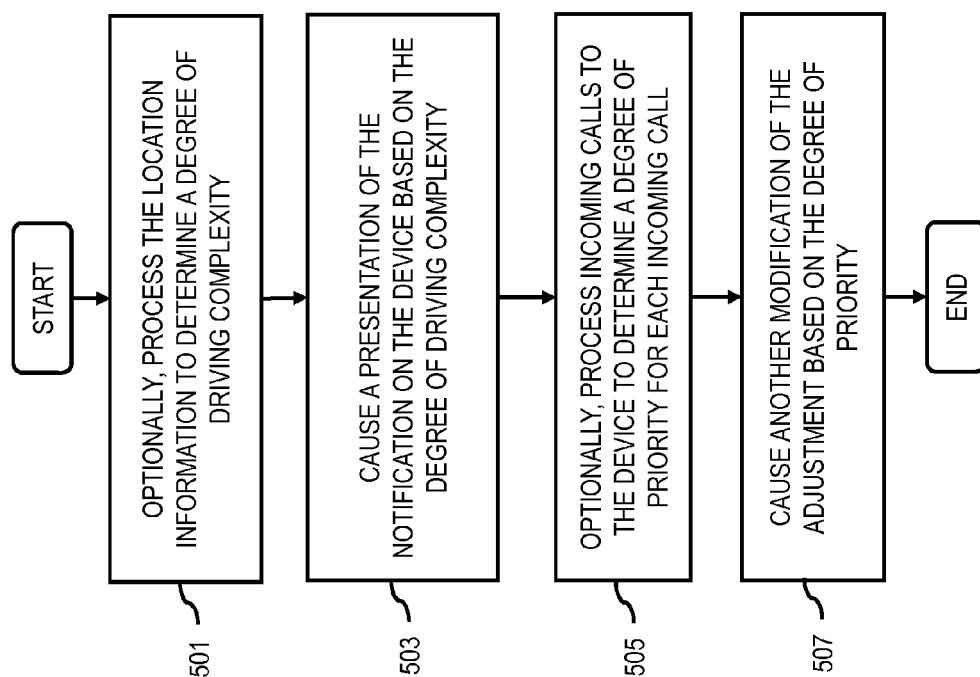 START
501
OPTIONALLY, PROCESS THE LOCATION
INFORMATION TO DETERMINE A DEGREE OF
DRIVING COMPLEXITY
503
CAUSE A PRESENTATION OF THE
NOTIFICATION ON THE DEVICE BASED ON THE
DEGREE OF DRIVING COMPLEXITY
505
OPTIONALLY, PROCESS INCOMING CALLS TO
THE DEVICE TO DETERMINE A DEGREE OF
PRIORITY FOR EACH INCOMING CALL
507
CAUSE ANOTHER MODIFICATION OF THE
ADJUSTMENT BASED ON THE DEGREE OF
PRIORITY
END